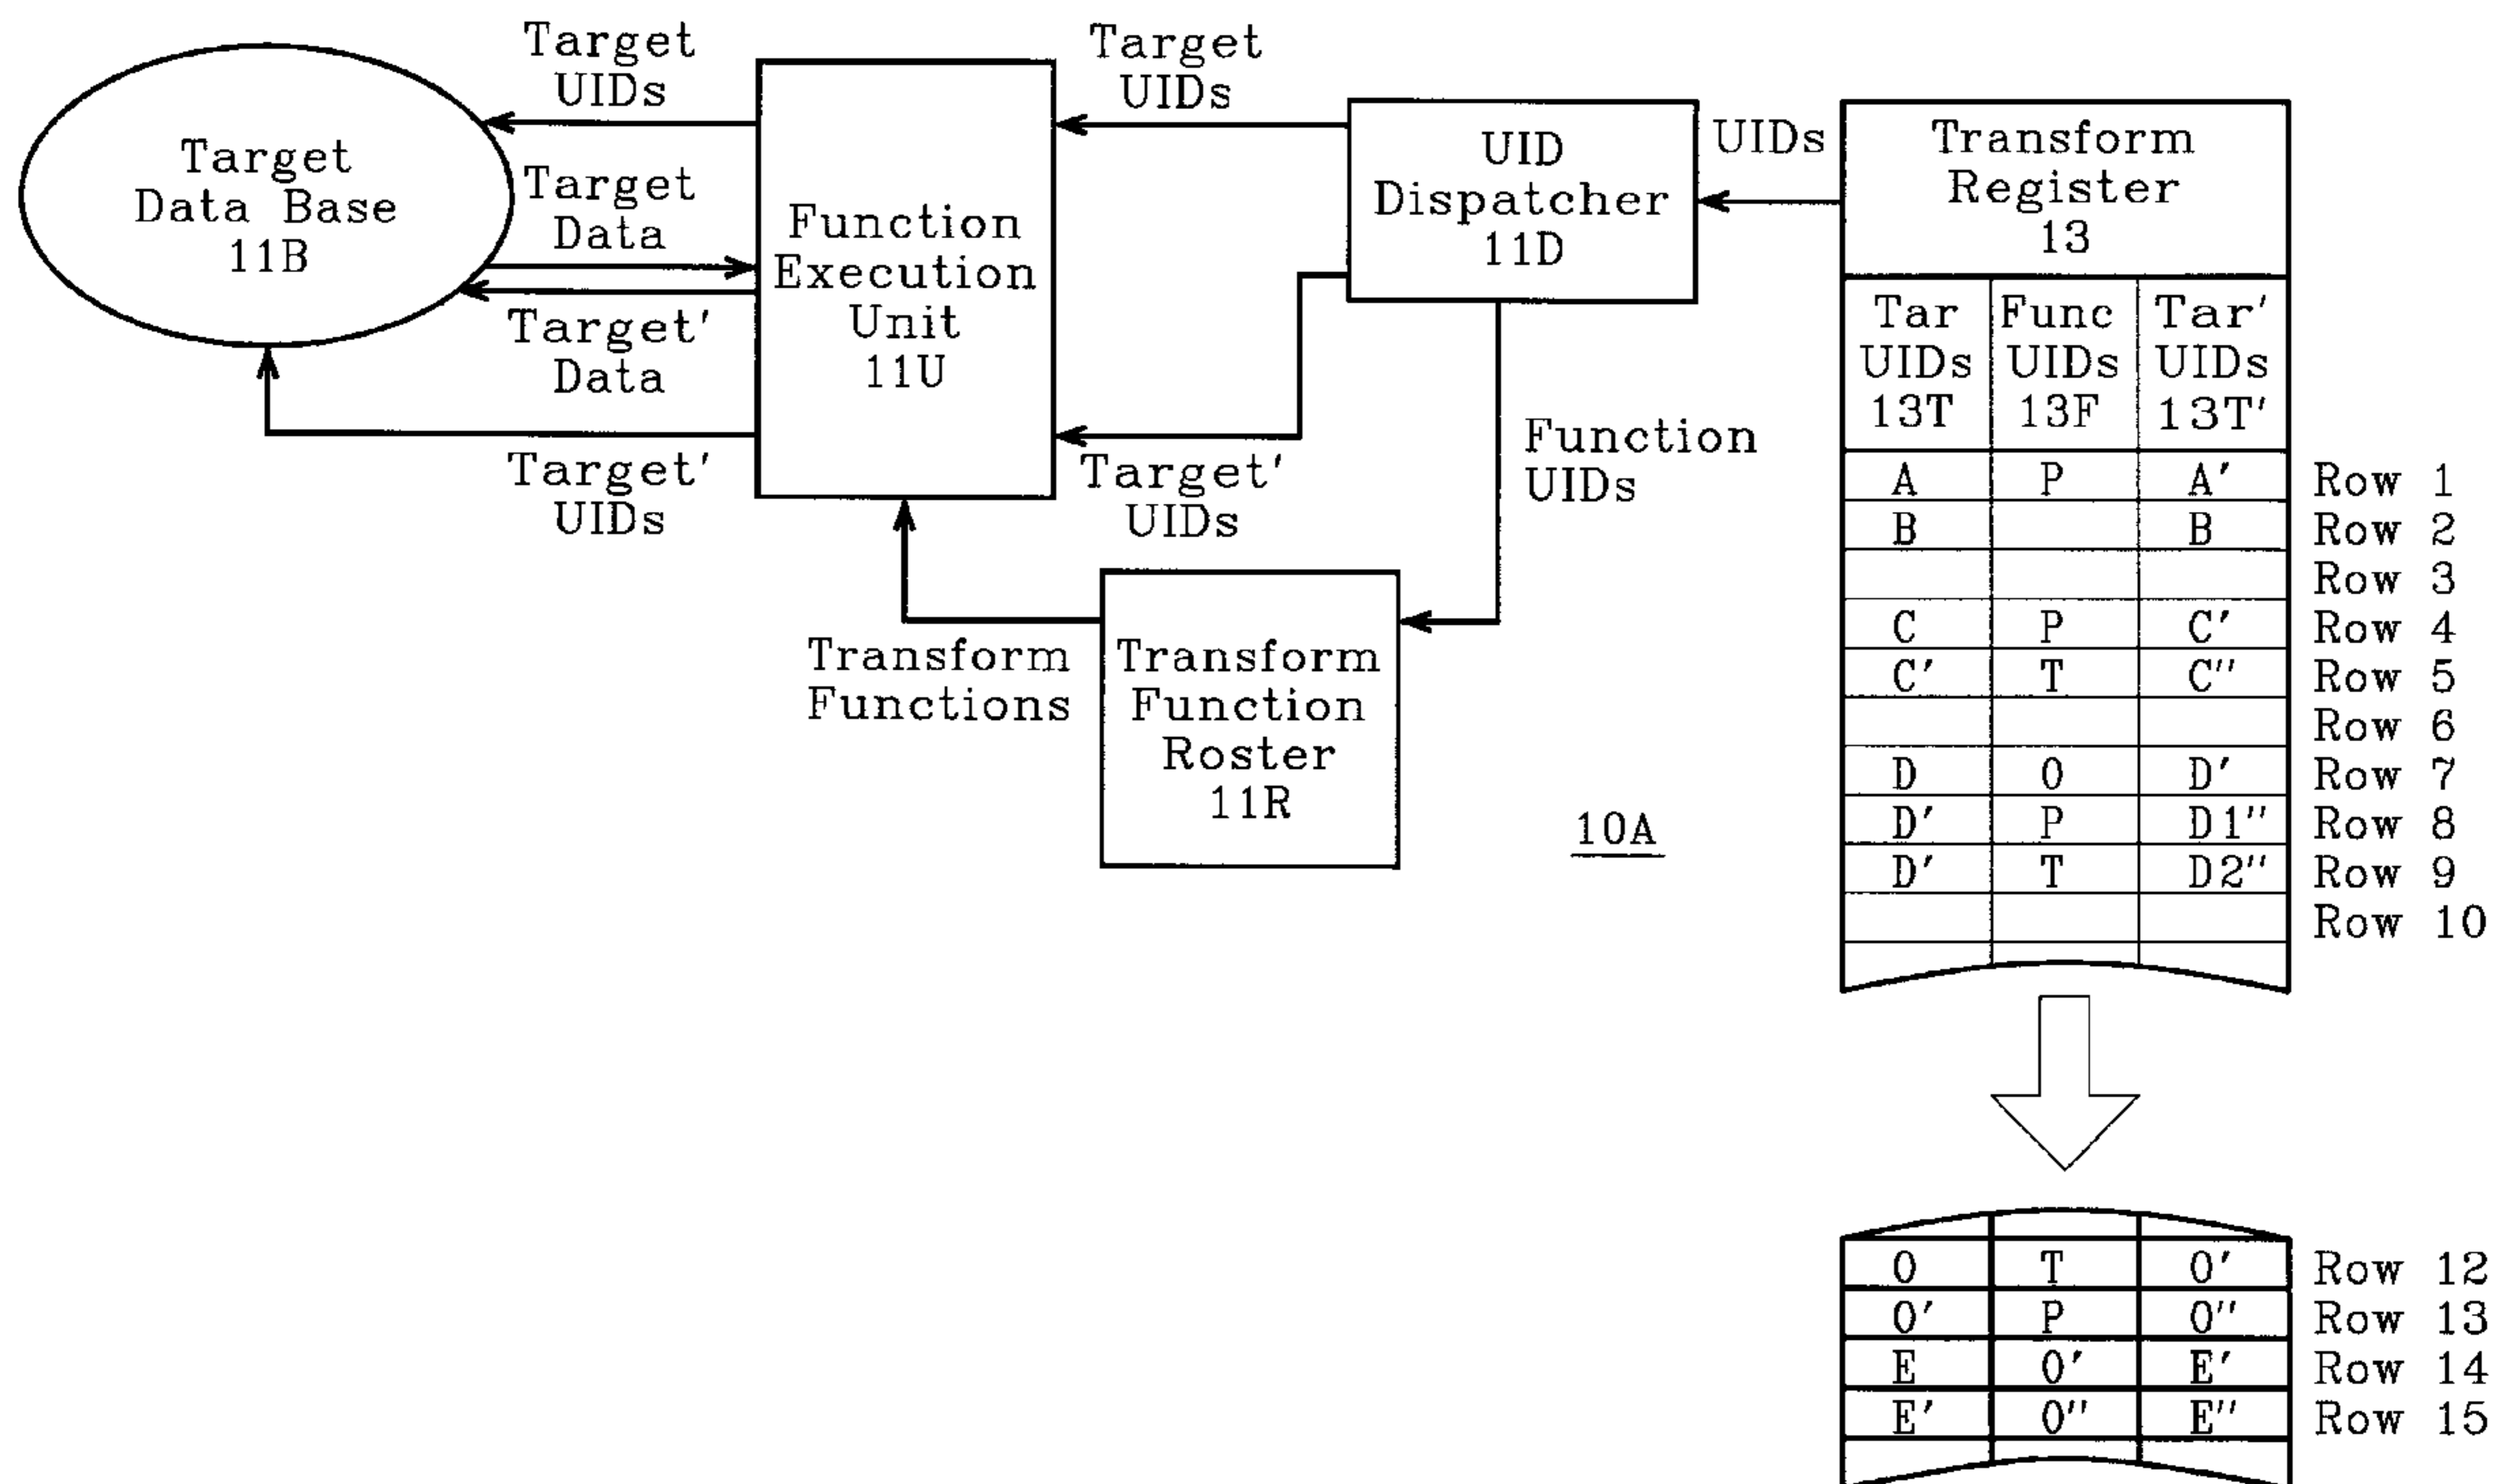 Target
Data Base
11B
Target
UIDs
Target
Data
Target'
Data
Target'
UIDs
Function
Execution
Unit
11U
Target
UIDs
Target'
UIDs
UID
Dispatcher
11D
UIDs
Function
UIDs
Transform
Functions
Transform
Function
Roster
11R
10A
Transform
Register
13
Tar UIDs 13T
Func UIDs 13F
Tar' UIDs 13T'
A P A' Row 1
B B Row 2
Row 3
C P C' Row 4
C' T C" Row 5
Row 6
D O D' Row 7
D' P D1" Row 8
D' T D2" Row 9
Row 10
O T O' Row 12
O' P O" Row 13
E O' E' Row 14
E' O" E" Row 15